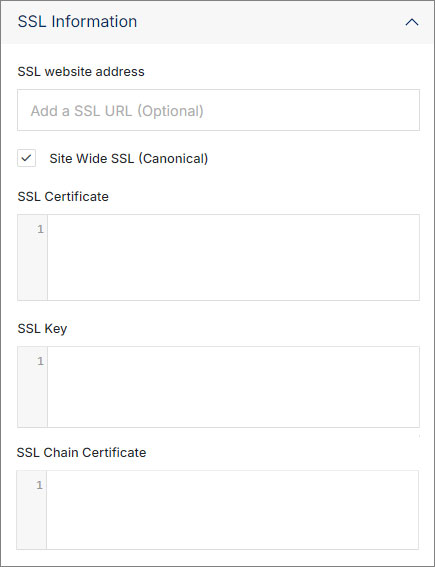 SSL Information
SSL website address
Add a SSL URL (Optional)
Site Wide SSL (Canonical)
SSL Certificate
1
SSL Key
1
SSL Chain Certificate
1